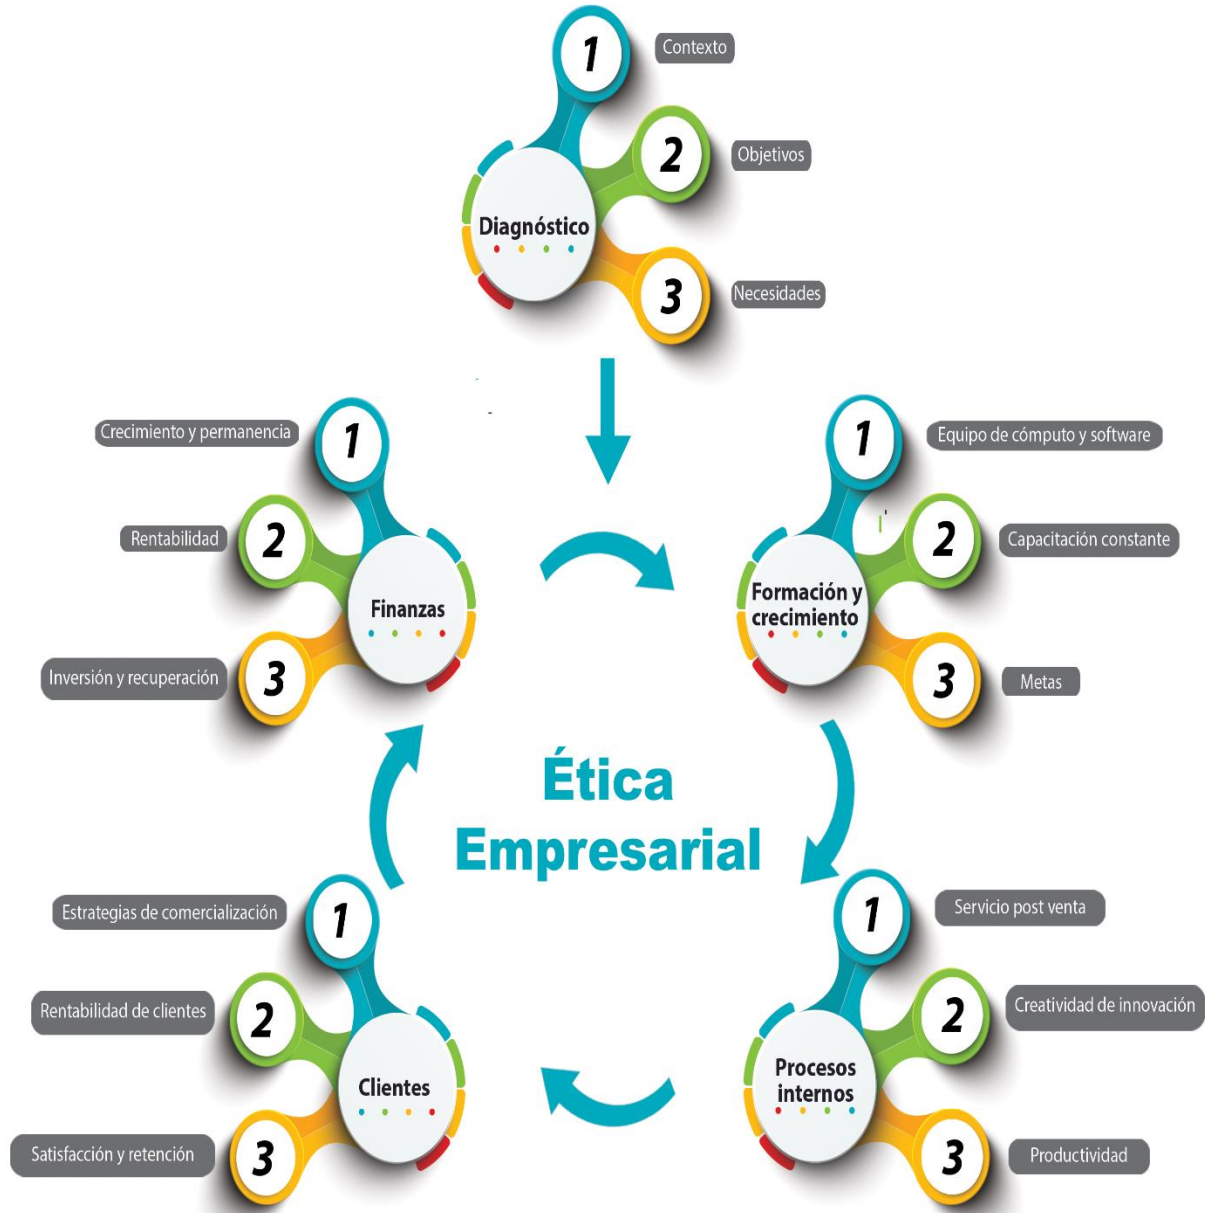 1
Contexto
2
Objetivos
Diagnóstico
3
Necesidades
1
Crecimiento y permanencia
2
Rentabilidad
Finanzas
3
Inversión y recuperación
1
Equipo de cómputo y software
2
Capacitación constante
Formación y
crecimiento
3
Metas
Ética
Empresarial
1
Estrategias de comercialización
2
Rentabilidad de clientes
Clientes
3
Satisfacción y retención
1
Servicio post venta
2
Creatividad de innovación
Procesos
internos
3
Productividad